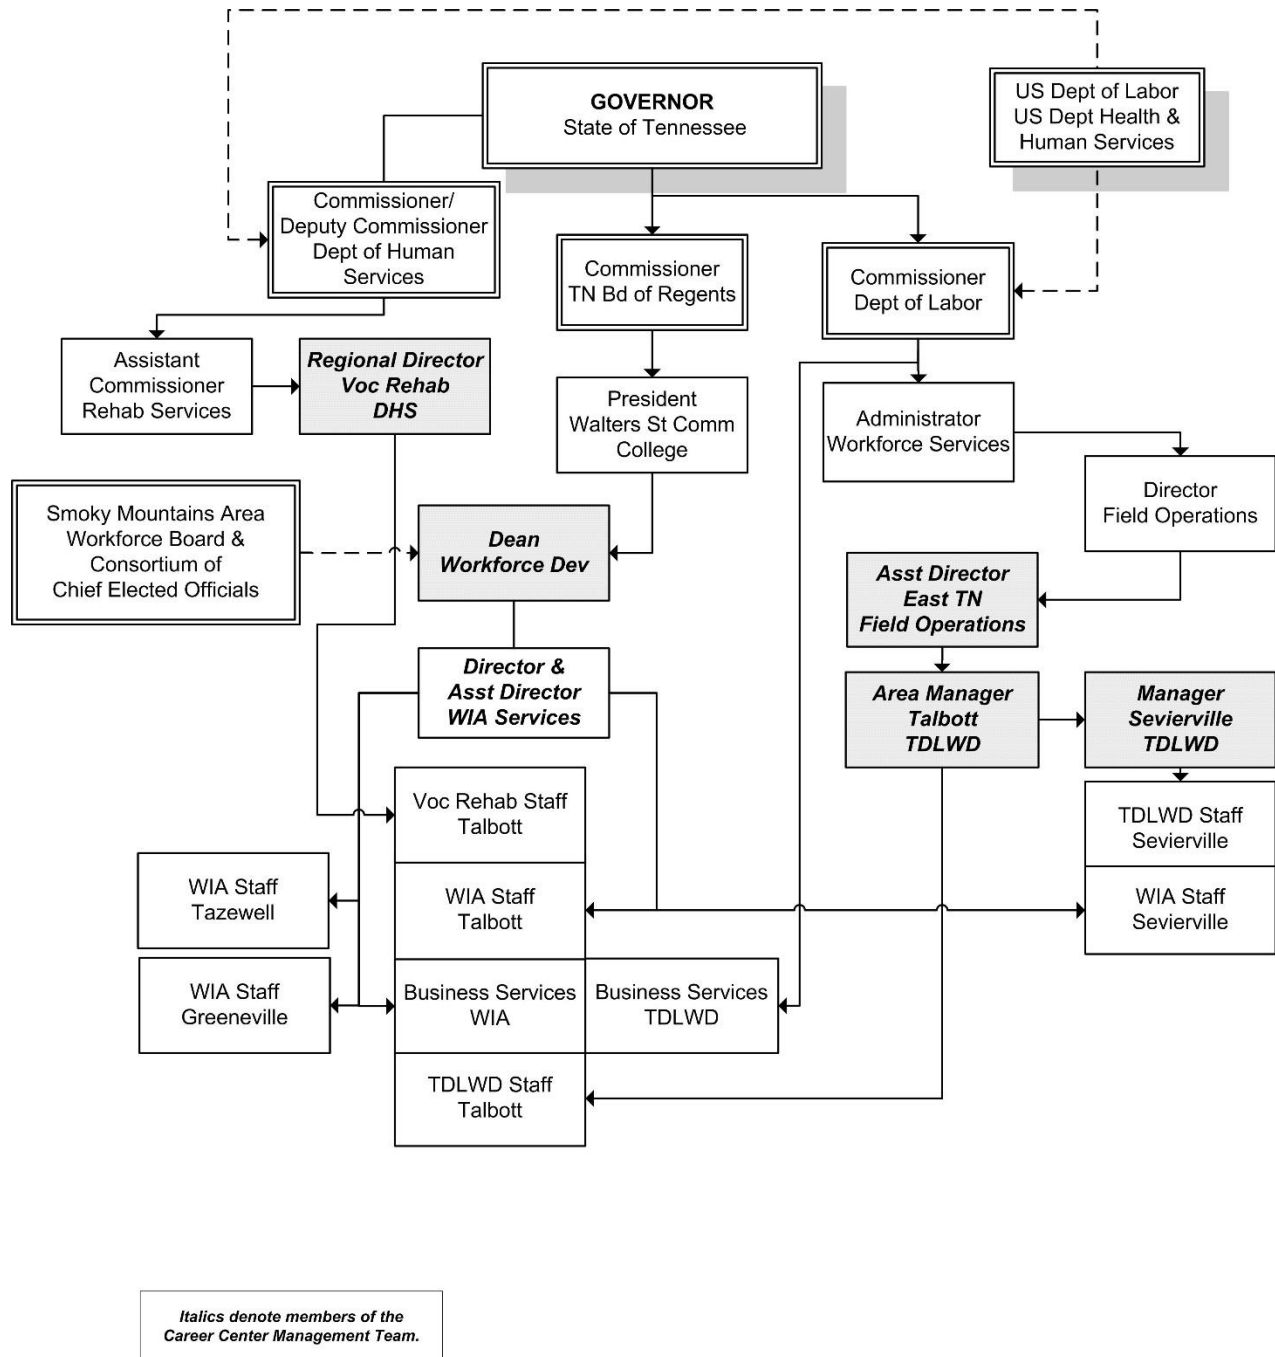 GOVERNOR
State of Tennessee
US Dept of Labor
US Dept Health &
Human Services
Commissioner/
Deputy Commissioner
Dept of Human
Services
Commissioner
TN Bd of Regents
Commissioner
Dept of Labor
Assistant
Commissioner
Rehab Services
Regional Director
Voc Rehab
DHS
President
Walters St Comm
College
Administrator
Workforce Services
Director
Field Operations
Smoky Mountains Area
Workforce Board &
Consortium of
Chief Elected Officials
Dean
Workforce Dev
Asst Director
East TN
Field Operations
Director &
Asst Director
WIA Services
Area Manager
Talbott
TDLWD
Manager
Sevierville
TDLWD
Voc Rehab Staff
Talbott
TDLWD Staff
Sevierville
WIA Staff
Tazewell
WIA Staff
Talbott
WIA Staff
Sevierville
WIA Staff
Greeneville
Business Services
WIA
Business Services
TDLWD
TDLWD Staff
Talbott
Italics denote members of the
Career Center Management Team.